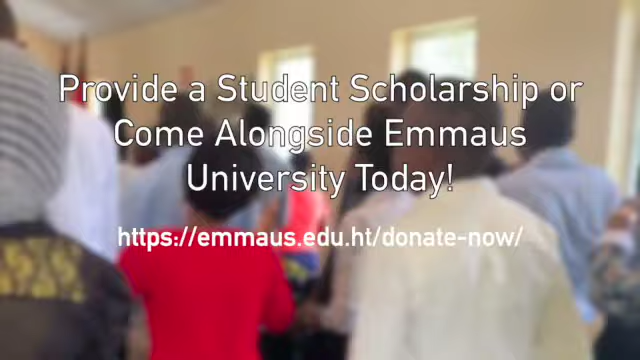 Provide a Student Scholarship or
Come Alongside Emmaus
University Today!
https://emmaus.edu.ht/donate-now/